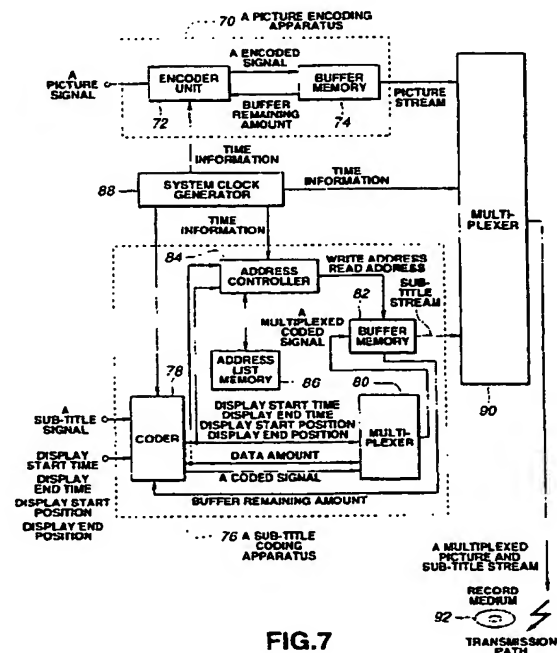 70 A PICTURE ENCODING
APPARATUS
A
PICTURE
SIGNAL
ENCODER
UNIT
72
A ENCODED
SIGNAL
BUFFER
REMAINING
AMOUNT
BUFFER
MEMORY
74
PICTURE
STREAM
TIME
INFORMATION
88
SYSTEM CLOCK
GENERATOR
TIME
INFORMATION
TIME
INFORMATION
MULTI-
PLEXER
90
84
ADDRESS
CONTROLLER
WRITE ADDRESS
READ ADDRESS
SUB-
TITLE
STREAM
82
BUFFER
MEMORY
A
MULTIPLEXED
CODED
SIGNAL
ADDRESS
LIST
MEMORY
86
78
80
A
SUB-TITLE
SIGNAL
CODER
DISPLAY START TIME
DISPLAY END TIME
DISPLAY START POSITION
DISPLAY END POSITION
MULTI-
PLEXER
DISPLAY
START TIME
DISPLAY
END TIME
DISPLAY START
POSITION
DISPLAY END
POSITION
DATA AMOUNT
A CODED SIGNAL
BUFFER REMAINING AMOUNT
76 A SUB-TITLE
CODING
APPARATUS
A MULTIPLEXED
PICTURE AND
SUB-TITLE STREAM
RECORD
MEDIUM
92
TRANSMISSION
PATH
FIG.7